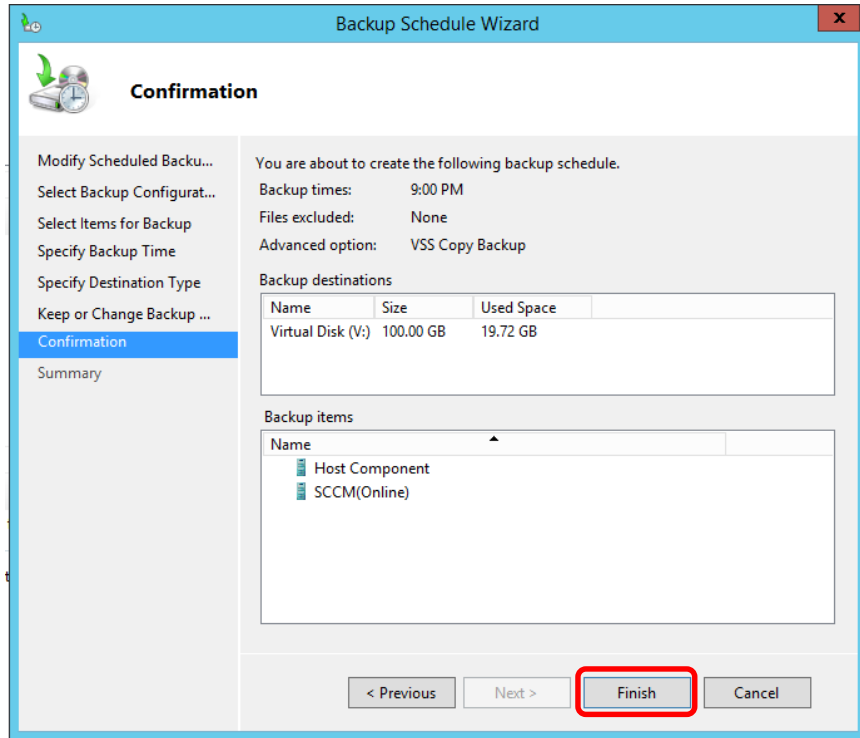 Backup Schedule Wizard
x
Confirmation
Modify Scheduled Backu...
Select Backup Configurat...
Select Items for Backup
Specify Backup Time
Specify Destination Type
Keep or Change Backup ...
Confirmation
Summary
You are about to create the following backup schedule.
Backup times: 9:00 PM
Files excluded: None
Advanced option: VSS Copy Backup
Backup destinations
Name Size Used Space
Virtual Disk (V:) 100.00 GB 19.72 GB
Backup items
Name
Host Component
SCCM(Online)
< Previous Next > Finish Cancel